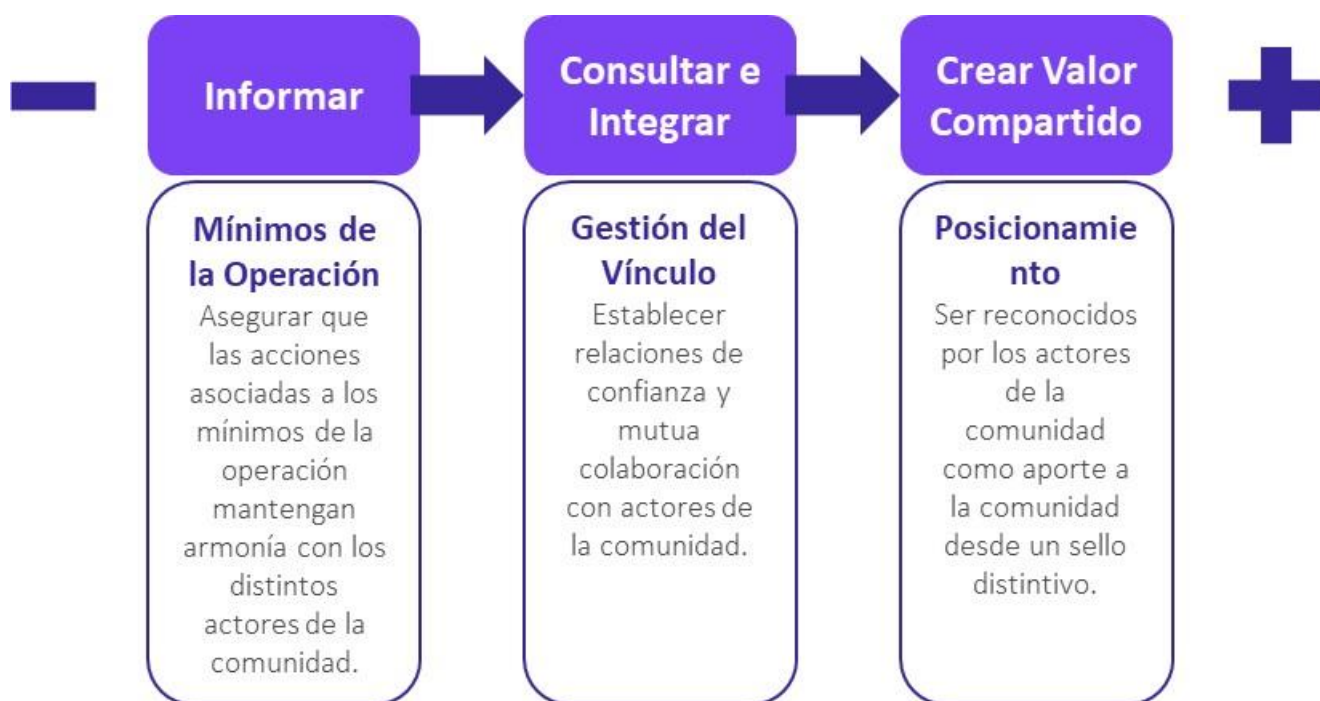 Informar
Consultar e
Integrar
Crear Valor
Compartido
Mínimos de
la Operación
Asegurar que
las acciones
asociadas a los
mínimos de la
operación
mantengan
armonía con los
distintos
actores de la
comunidad.
Gestión del
Vínculo
Establecer
relaciones de
confianza y
mutua
colaboración
con actores de
la comunidad.
Posicionamie
nto
Ser reconocidos
por los actores
de la
comunidad
como aporte a
la comunidad
desde un sello
distintivo.